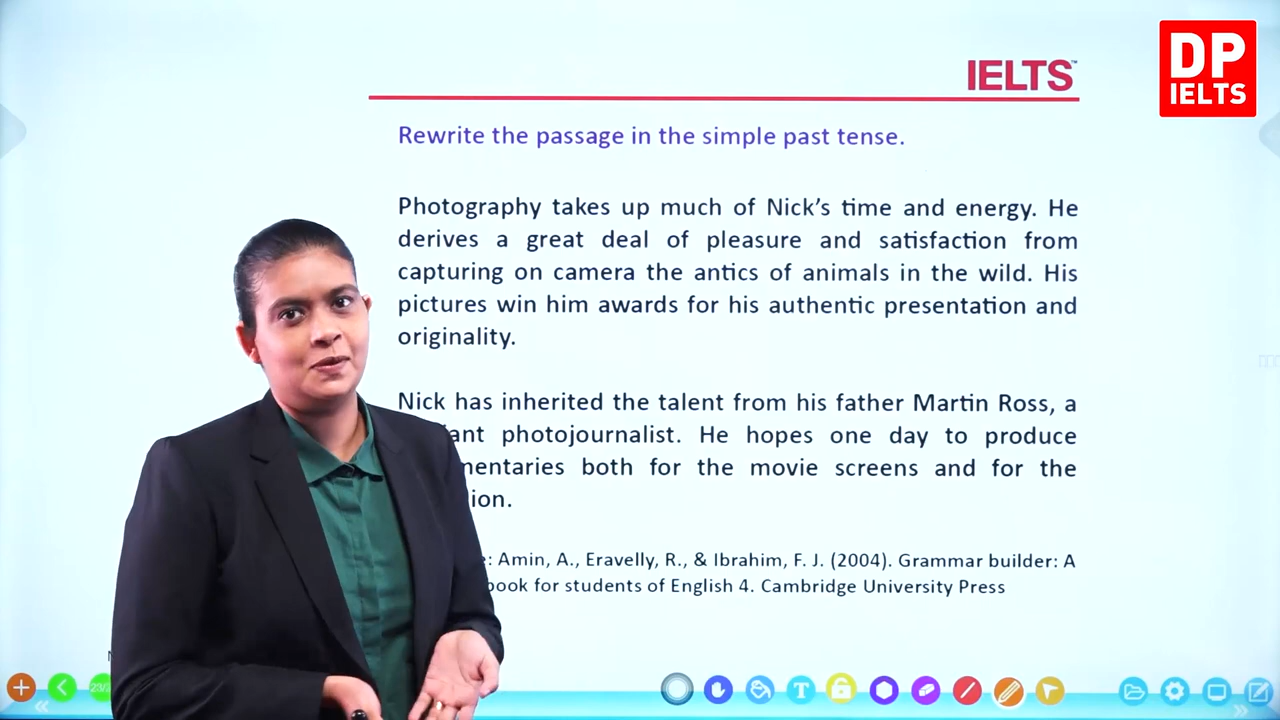 IELTS™
DP
IELTS
Rewrite the passage in the simple past tense.
Photography takes up much of Nick’s time and energy. He
derives a great deal of pleasure and satisfaction from
capturing on camera the antics of animals in the wild. His
pictures win him awards for his authentic presentation and
originality.
Nick has inherited the talent from his father Martin Ross, a
photojournalist. He hopes one day to produce
both for the movie screens and for the
Amin, A., Eravelly, R., & Ibrahim, F. J. (2004). Grammar builder: A
book for students of English 4. Cambridge University Press